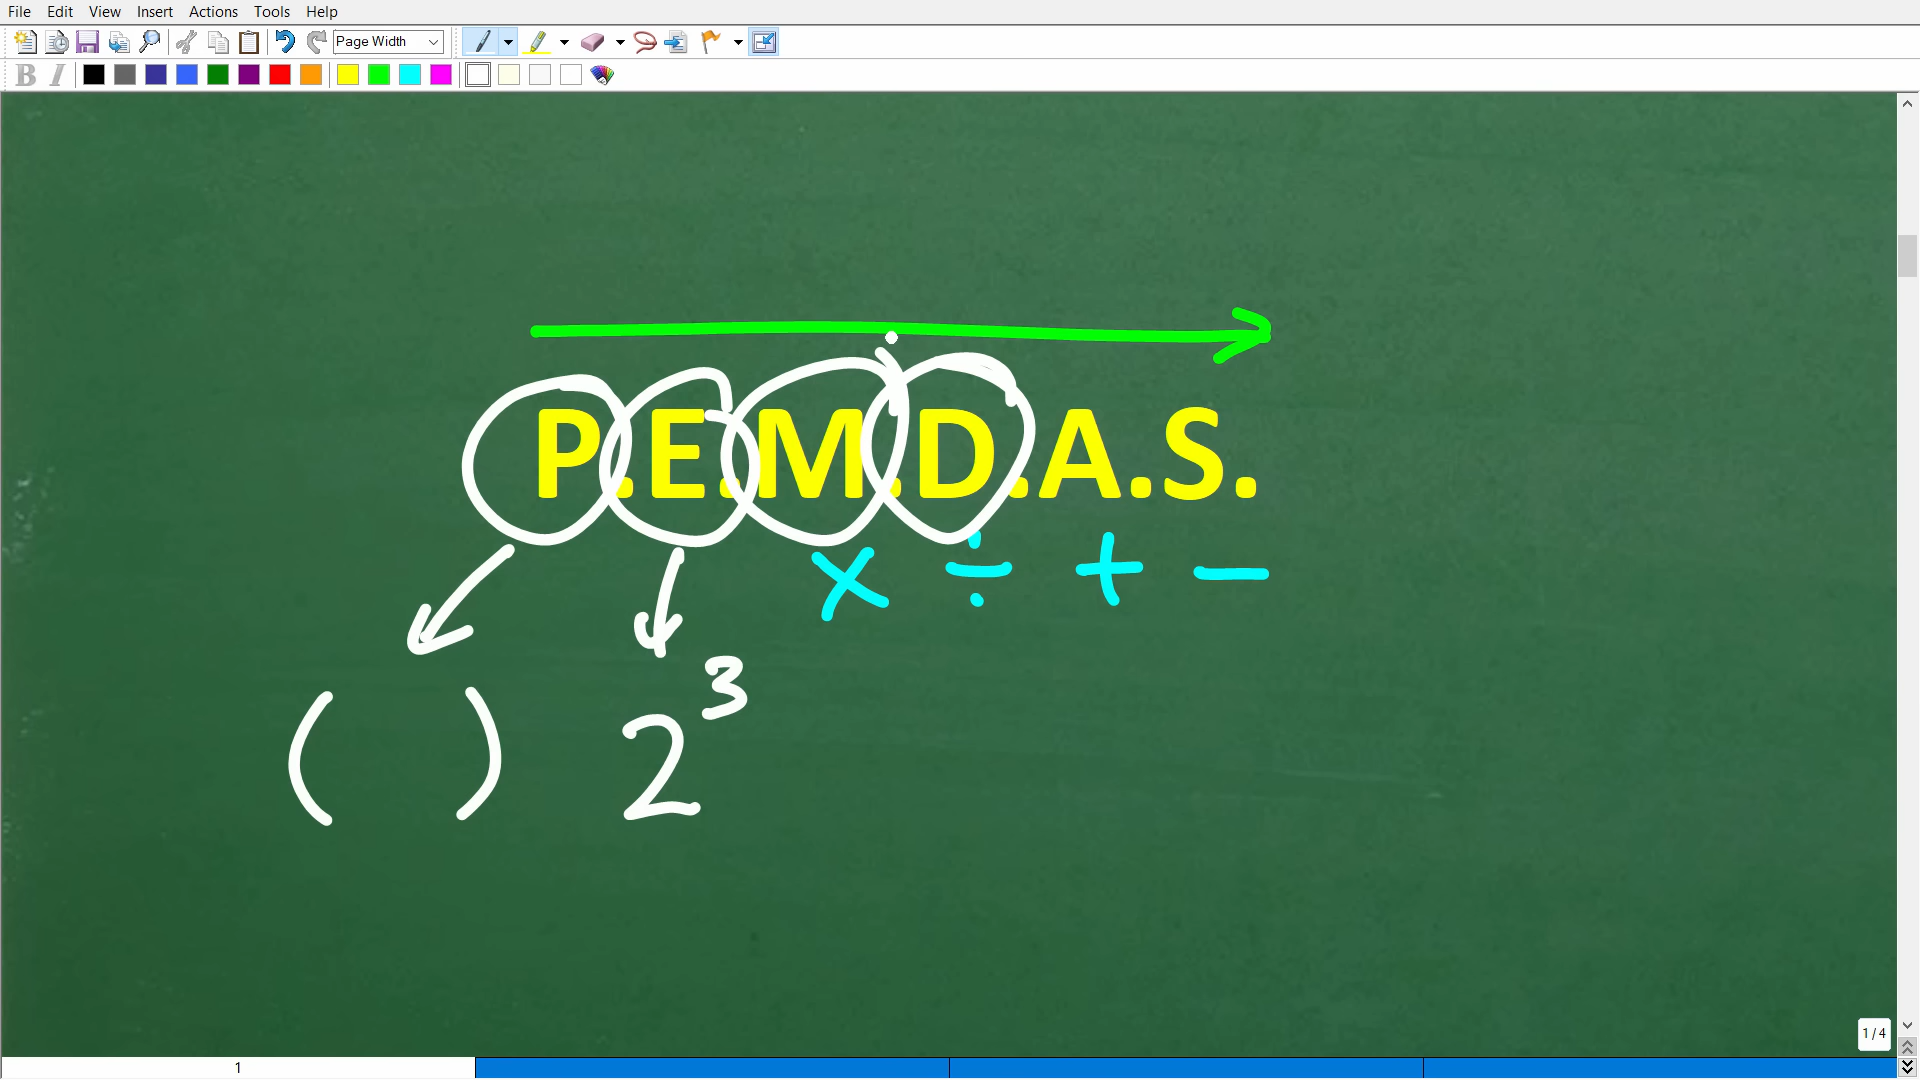 File Edit View Insert Actions Tools Help
Page Width
B I
P.E.M.D.A.S.
× ÷ + −
( ) 2³
1 / 4
1